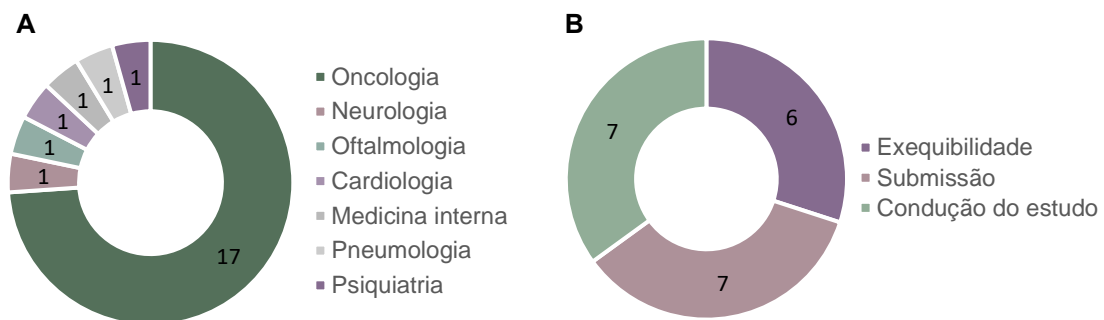 A
1
1
1
1
1
1
17
Oncologia
Neurologia
Oftalmologia
Cardiologia
Medicina interna
Pneumologia
Psiquiatria
B
7
6
7
Exequibilidade
Submissão
Condução do estudo